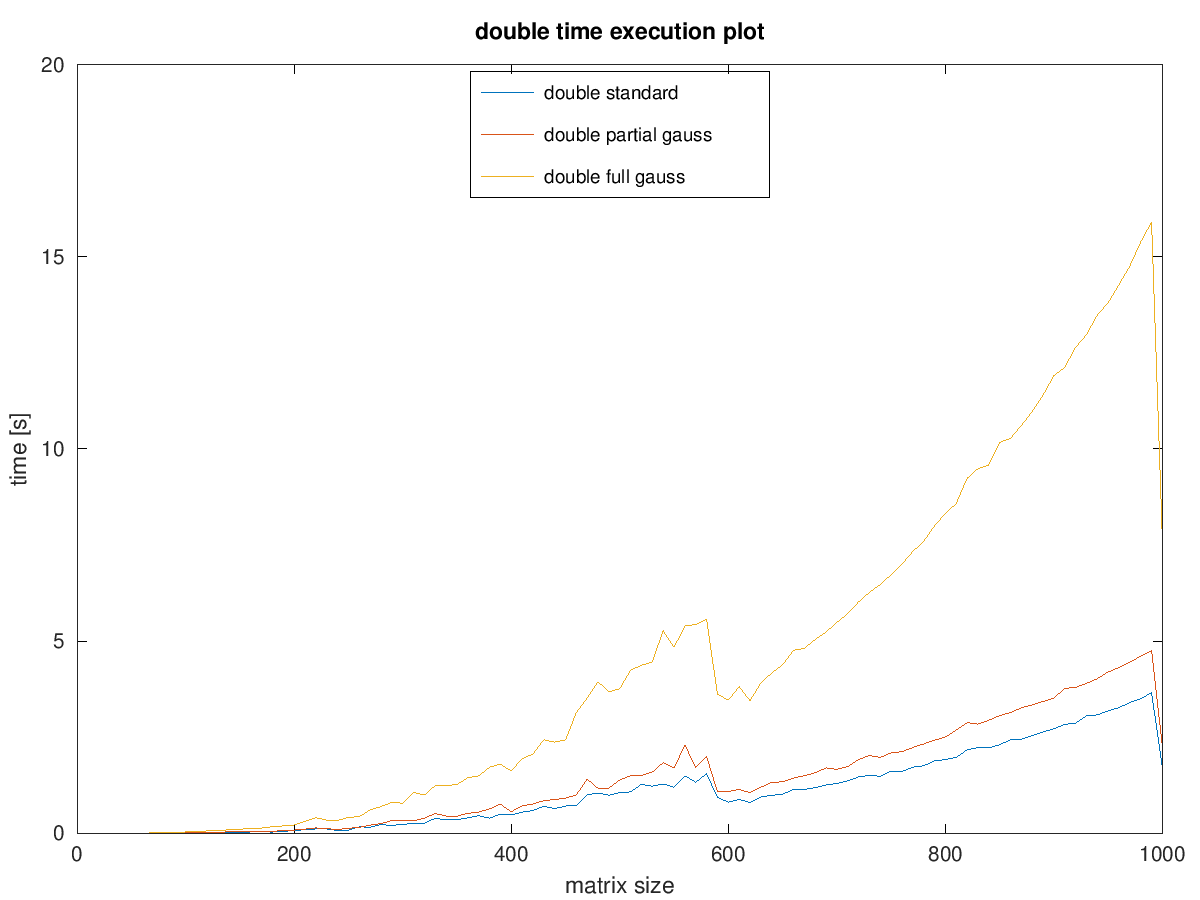 double time execution plot
20
double standard
double partial gauss
double full gauss
15
10
5
0
time [s]
0 200 400 600 800 1000
matrix size